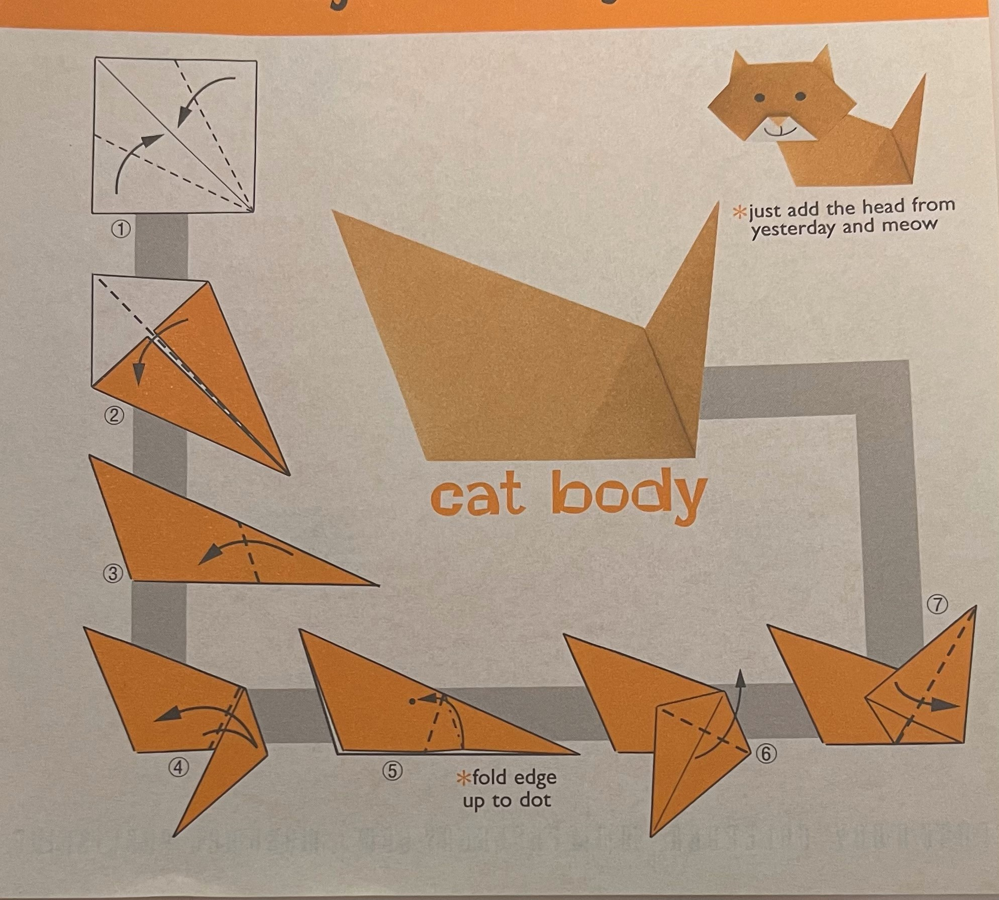 ①
*just add the head from
yesterday and meow
②
cat body
③
⑦
④
⑤
*fold edge
up to dot
⑥